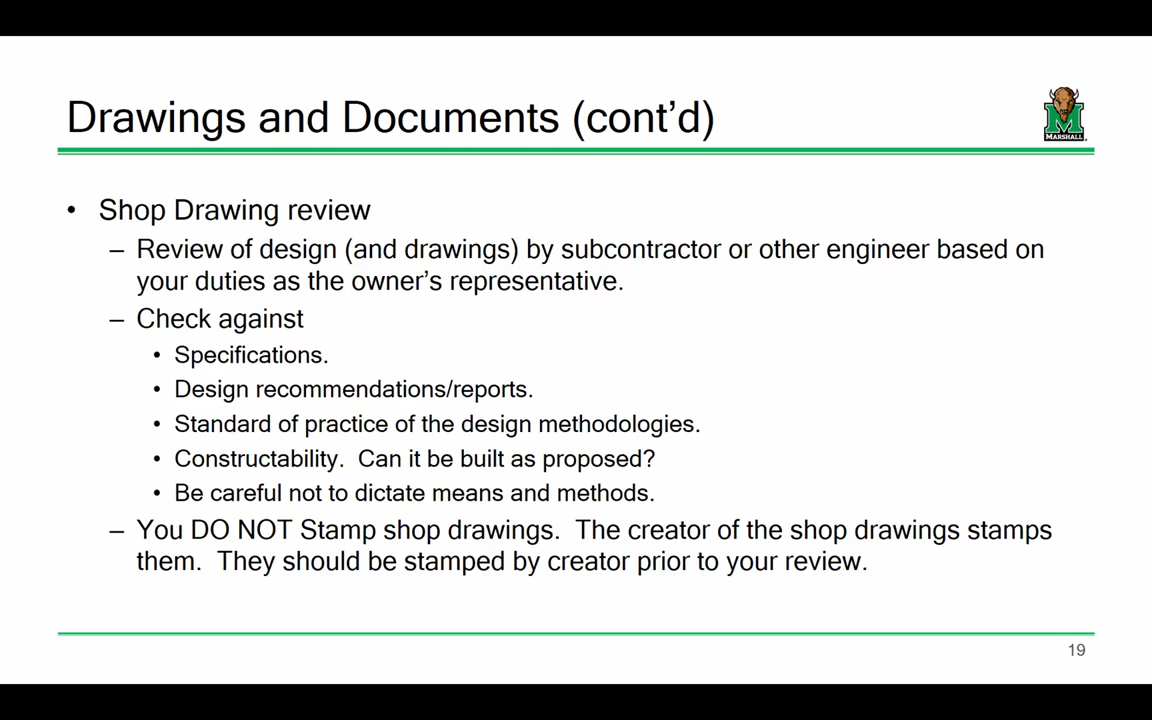 Drawings and Documents (cont’d)
M
MARSHALL
• Shop Drawing review
– Review of design (and drawings) by subcontractor or other engineer based on
your duties as the owner’s representative.
– Check against
• Specifications.
• Design recommendations/reports.
• Standard of practice of the design methodologies.
• Constructability.  Can it be built as proposed?
• Be careful not to dictate means and methods.
– You DO NOT Stamp shop drawings.  The creator of the shop drawings stamps
them.  They should be stamped by creator prior to your review.
19